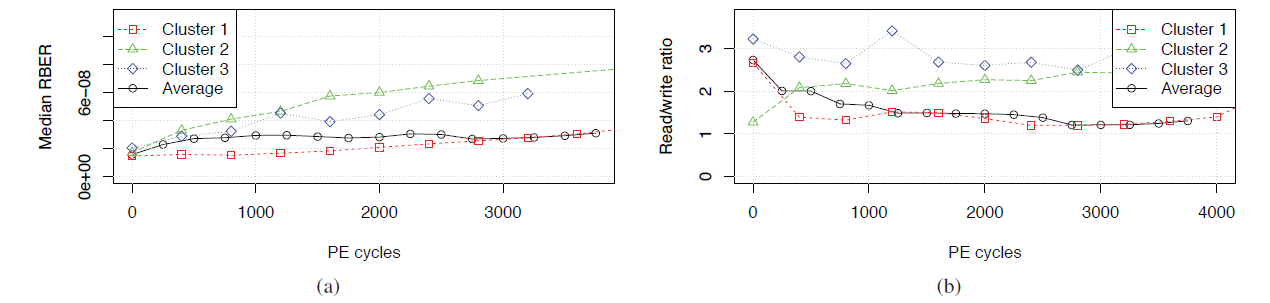 Median RBER
0e+00
6e-08
Cluster 1
Cluster 2
Cluster 3
Average
0
1000
2000
3000
PE cycles
(a)
Read/write ratio
0
1
2
3
Cluster 1
Cluster 2
Cluster 3
Average
0
1000
2000
3000
4000
PE cycles
(b)